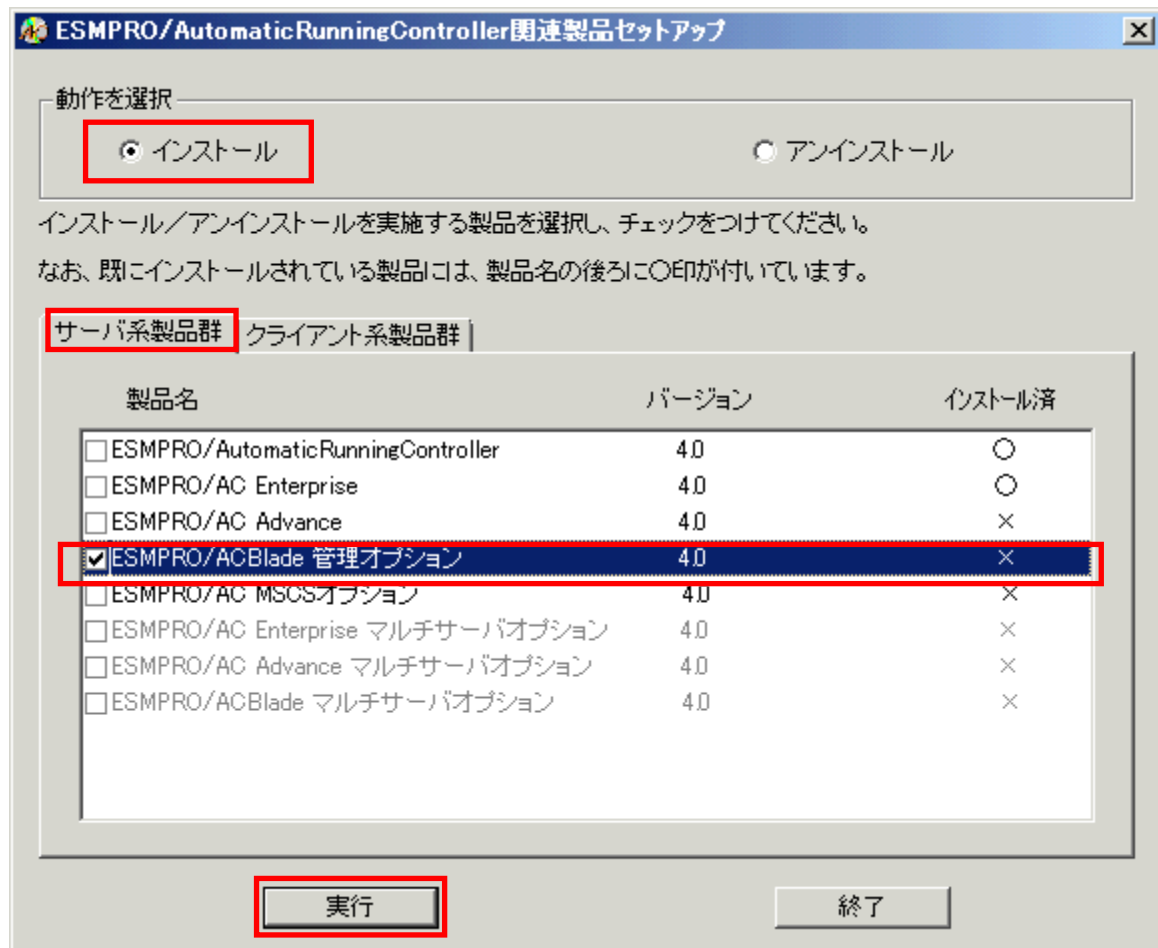 ESMPRO/AutomaticRunningController関連製品セットアップ
動作を選択
インストール アンインストール
インストール／アンインストールを実施する製品を選択し、チェックをつけてください。
なお、既にインストールされている製品には、製品名の後ろに○印が付いています。
サーバ系製品群 クライアント系製品群
製品名 バージョン インストール済
ESMPRO/AutomaticRunningController 4.0 ○
ESMPRO/AC Enterprise 4.0 ○
ESMPRO/AC Advance 4.0 ×
ESMPRO/ACBlade 管理オプション 4.0 ×
ESMPRO/AC MSCSオプション 4.0 ×
ESMPRO/AC Enterprise マルチサーバオプション 4.0 ×
ESMPRO/AC Advance マルチサーバオプション 4.0 ×
ESMPRO/ACBlade マルチサーバオプション 4.0 ×
実行 終了